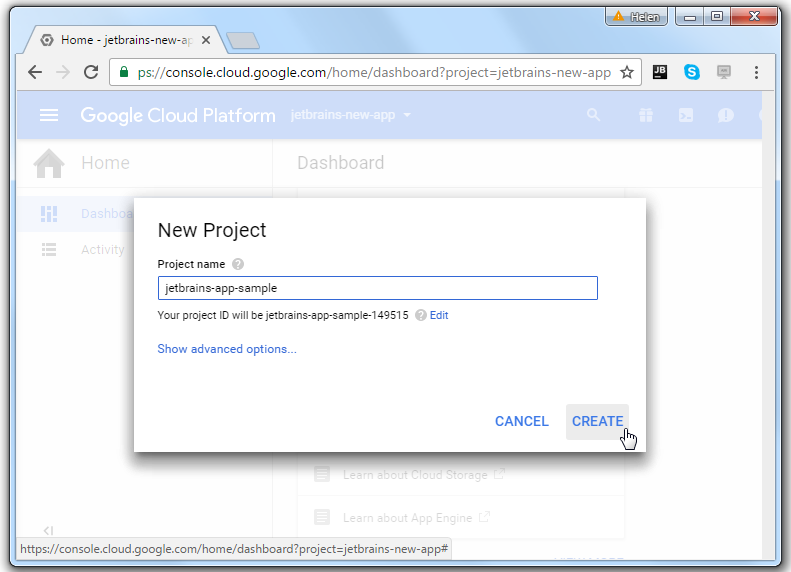 Helen
Home - jetbrains-new-ap
ps://console.cloud.google.com/home/dashboard?project=jetbrains-new-app
JB
Google Cloud Platform jetbrains-new-app
Home
Dashboard
Dashboa
Activity
New Project
Project name
jetbrains-app-sample
Your project ID will be jetbrains-app-sample-149515 Edit
Show advanced options...
CANCEL CREATE
Learn about Cloud Storage
Learn about App Engine
https://console.cloud.google.com/home/dashboard?project=jetbrains-new-app#